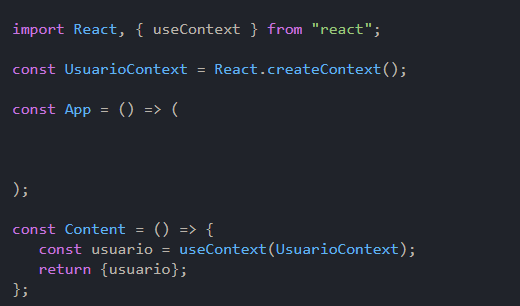 import React, { useContext } from "react";
const UsuarioContext = React.createContext();
const App = () => (
);
const Content = () => {
const usuario = useContext(UsuarioContext);
return {usuario};
};